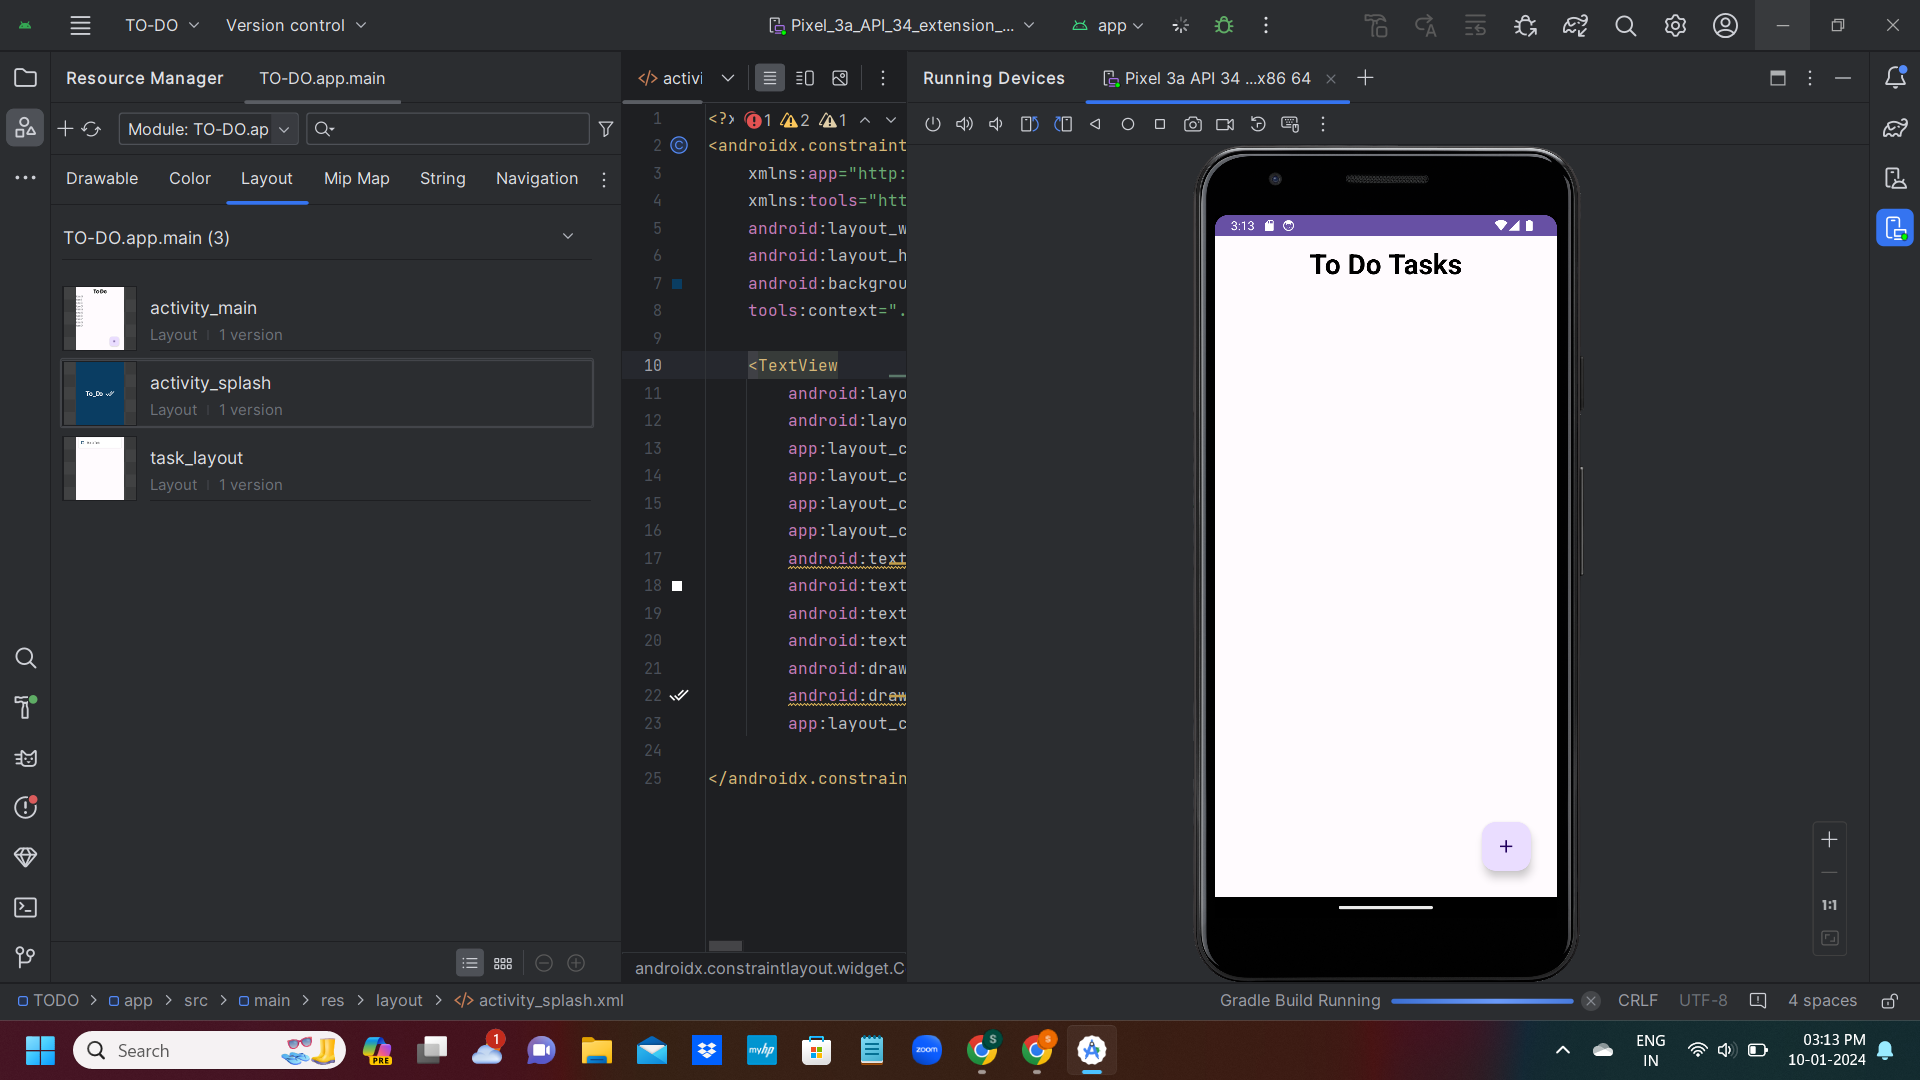 TO-DO
Version control
Pixel_3a_API_34_extension_...
app
Resource Manager
TO-DO.app.main
activi
Running Devices
Pixel 3a API 34 ...x86 64
Module: TO-DO.ap
Drawable
Color
Layout
Mip Map
String
Navigation
TO-DO.app.main (3)
activity_main
Layout | 1 version
To_Do
activity_splash
Layout | 1 version
task_layout
Layout | 1 version
1 <?x
1 2 1
2 <androidx.constraint
3 xmlns:app="http:
4 xmlns:tools="htt
5 android:layout_w
6 android:layout_h
7 android:backgrou
8 tools:context=".
9
10 <TextView
11 android:layo
12 android:layo
13 app:layout_c
14 app:layout_c
15 app:layout_c
16 app:layout_c
17 android:text
18 android:text
19 android:text
20 android:text
21 android:draw
22 android:draw
23 app:layout_c
24
25 </androidx.constrain
androidx.constraintlayout.widget.C
3:13
To Do Tasks
+
1:1
TODO > app > src > main > res > layout > activity_splash.xml
Gradle Build Running
CRLF
UTF-8
4 spaces
Search
PRE
1
myhp
zoom
S
S
ENG
IN
03:13 PM
10-01-2024